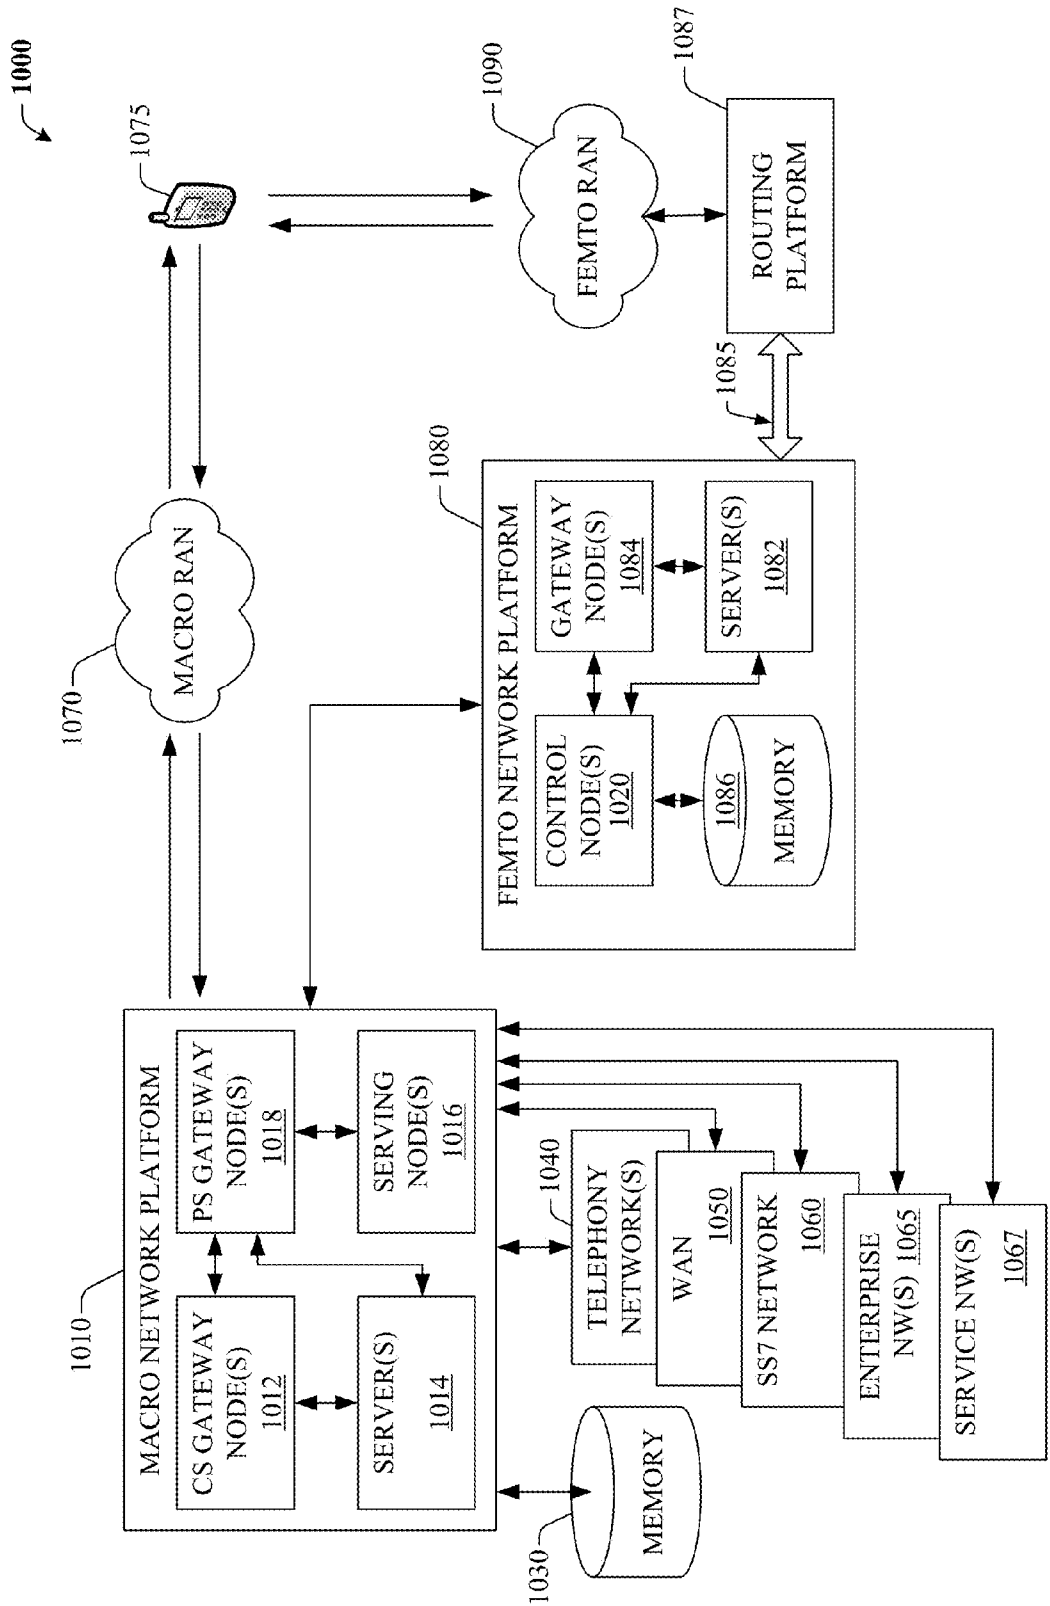 1000
1010
MACRO NETWORK PLATFORM
CS GATEWAY
NODE(S)
1012
PS GATEWAY
NODE(S)
1018
SERVER(S)
1014
SERVING
NODE(S)
1016
1030
MEMORY
1040
TELEPHONY
NETWORK(S)
WAN
1050
SS7 NETWORK
1060
ENTERPRISE
NW(S) 1065
SERVICE NW(S)
1067
1070
MACRO RAN
1075
1080
FEMTO NETWORK PLATFORM
CONTROL
NODE(S)
1020
GATEWAY
NODE(S)
1084
1086
MEMORY
SERVER(S)
1082
1085
1090
FEMTO RAN
1087
ROUTING
PLATFORM